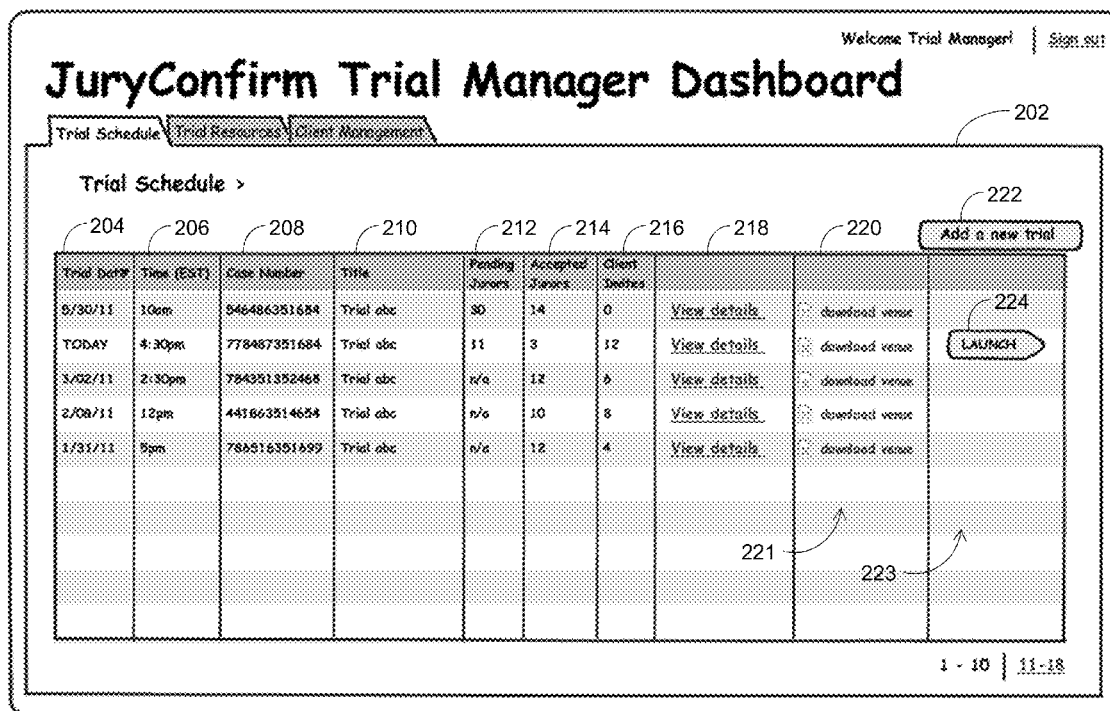 Welcome Trial Manager! | Sign out
JuryConfirm Trial Manager Dashboard
Trial Schedule Trial Resources Client Management
202
Trial Schedule >
222
204 206 208 210 212 214 216 218 220
Add a new trial
Trial Date Time (EST) Case Number Title Pending Jurors Accepted Jurors Client Invites
224
5/30/11 10am 546486351684 Trial abc 30 14 0 View details download venue
TODAY 4:30pm 778487351684 Trial abc 11 3 12 View details download venue LAUNCH
3/02/11 2:30pm 784351352468 Trial abc n/a 12 6 View details download venue
2/08/11 12pm 441863514654 Trial abc n/a 10 8 View details download venue
1/31/11 5pm 786516351699 Trial abc n/a 12 4 View details download venue
221
223
1 - 10 | 11-18